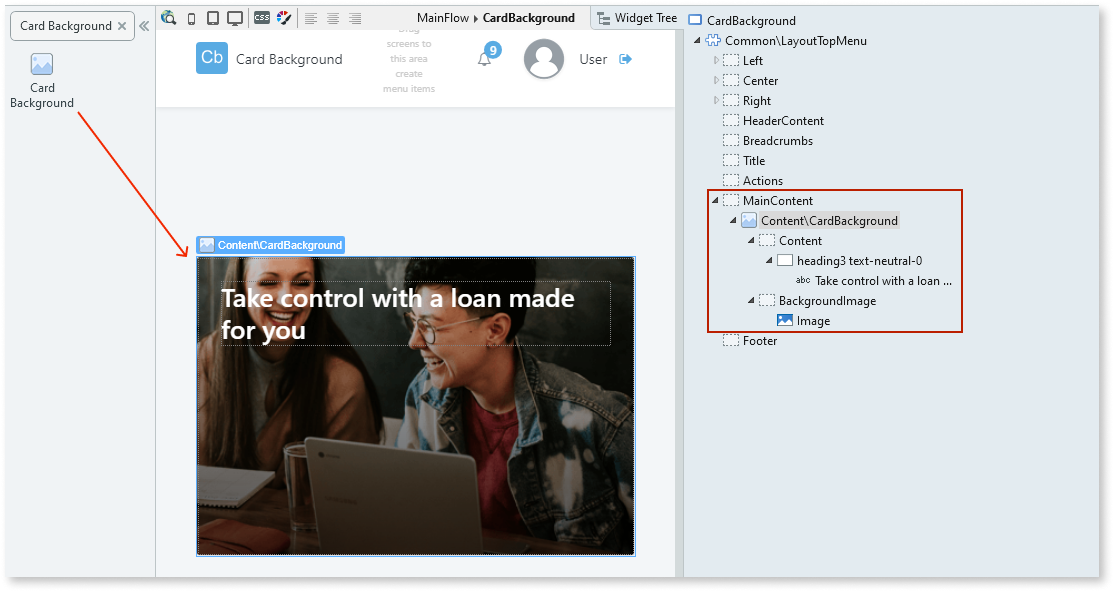 Card Background
Card
Background
css
MainFlow CardBackground
Widget Tree
Cb
Card Background
Drag
screens to
this area
create
menu items
9
User
Content\CardBackground
Take control with a loan made
for you
CardBackground
Common\LayoutTopMenu
Left
Center
Right
HeaderContent
Breadcrumbs
Title
Actions
MainContent
Content\CardBackground
Content
heading3 text-neutral-0
abc Take control with a loan ...
BackgroundImage
Image
Footer